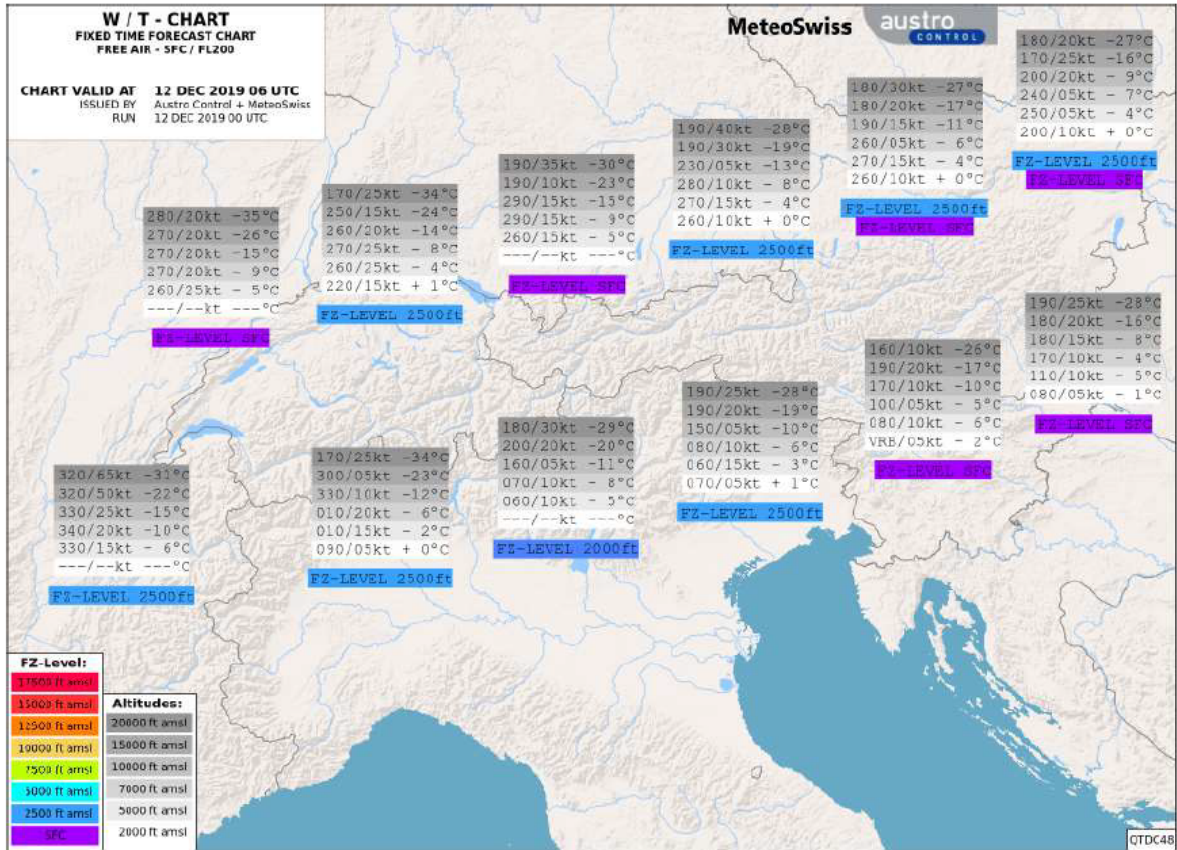 W / T - CHART
FIXED TIME FORECAST CHART
FREE AIR - SFC / FL200
CHART VALID AT 12 DEC 2019 06 UTC
ISSUED BY Austro Control + MeteoSwiss
RUN 12 DEC 2019 00 UTC
MeteoSwiss
austro
CONTROL
180/20kt -27°C
170/25kt -16°C
200/20kt - 9°C
240/05kt - 7°C
250/05kt - 4°C
200/10kt + 0°C
FZ-LEVEL 2500ft
FZ-LEVEL SFC
180/30kt -27°C
180/20kt -17°C
190/15kt -11°C
260/05kt - 6°C
270/15kt - 4°C
260/10kt + 0°C
FZ-LEVEL 2500ft
FZ-LEVEL SFC
190/40kt -28°C
190/30kt -19°C
230/05kt -13°C
280/10kt - 8°C
270/15kt - 4°C
260/10kt + 0°C
FZ-LEVEL 2500ft
190/35kt -30°C
190/10kt -23°C
290/15kt -15°C
290/15kt - 9°C
260/15kt - 5°C
---/--kt ---°C
FZ-LEVEL SFC
170/25kt -34°C
250/15kt -24°C
260/20kt -14°C
270/25kt - 8°C
260/25kt - 4°C
220/15kt + 1°C
FZ-LEVEL 2500ft
280/20kt -35°C
270/20kt -26°C
270/20kt -15°C
270/20kt - 9°C
260/25kt - 5°C
---/--kt ---°C
FZ-LEVEL SFC
190/25kt -28°C
180/20kt -16°C
180/15kt - 8°C
170/10kt - 4°C
110/10kt - 5°C
080/05kt - 1°C
FZ-LEVEL SFC
160/10kt -26°C
190/20kt -17°C
170/10kt -10°C
100/05kt - 5°C
080/10kt - 6°C
VRB/05kt - 2°C
FZ-LEVEL SFC
190/25kt -28°C
190/20kt -19°C
150/05kt -10°C
080/10kt - 6°C
060/15kt - 3°C
070/05kt + 1°C
FZ-LEVEL 2500ft
180/30kt -29°C
200/20kt -20°C
160/05kt -11°C
070/10kt - 8°C
060/10kt - 5°C
---/--kt ---°C
FZ-LEVEL 2000ft
170/25kt -34°C
300/05kt -23°C
330/10kt -12°C
010/20kt - 6°C
010/15kt - 2°C
090/05kt + 0°C
FZ-LEVEL 2500ft
320/65kt -31°C
320/50kt -22°C
330/25kt -15°C
340/20kt -10°C
330/15kt - 6°C
---/--kt ---°C
FZ-LEVEL 2500ft
FZ-Level:
17500 ft amsl
15000 ft amsl
12500 ft amsl
10000 ft amsl
7500 ft amsl
5000 ft amsl
2500 ft amsl
SFC
Altitudes:
20000 ft amsl
15000 ft amsl
10000 ft amsl
7000 ft amsl
5000 ft amsl
2000 ft amsl
QTDC48